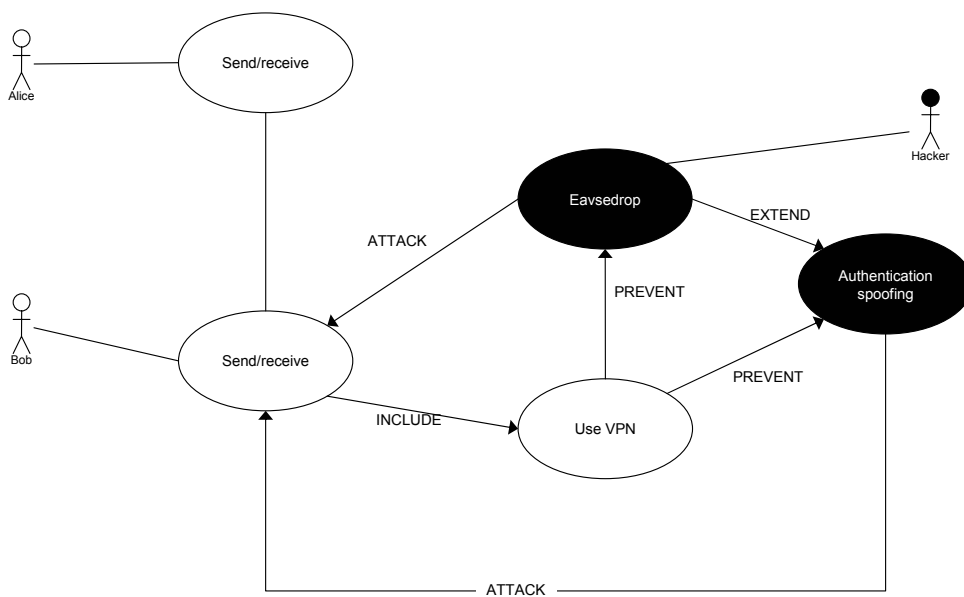 Send/receive
Alice
Hacker
Eavsedrop
EXTEND
ATTACK
Authentication
spoofing
PREVENT
Bob
Send/receive
PREVENT
INCLUDE
Use VPN
ATTACK